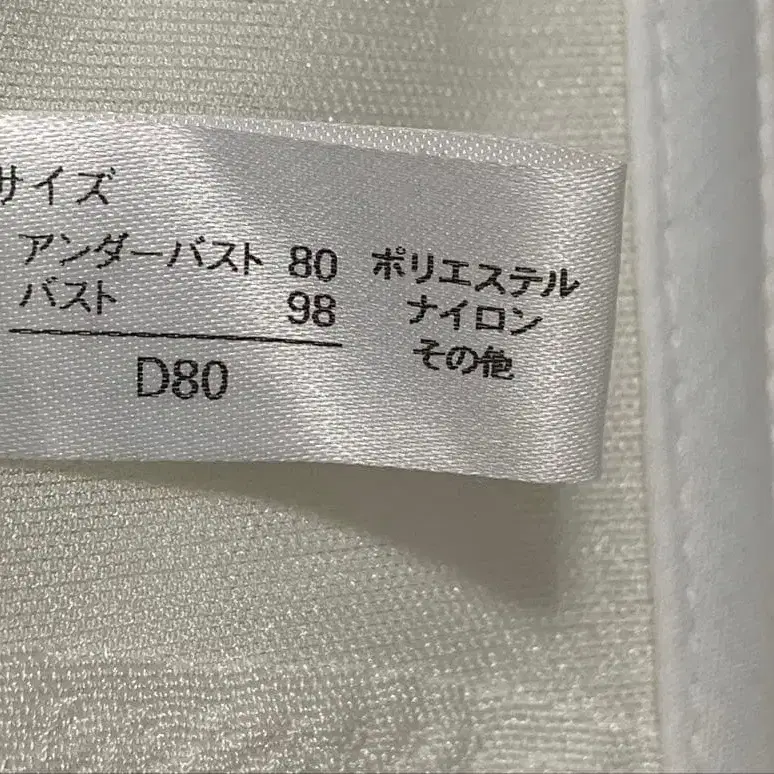 サイズ
アンダーバスト 80
バスト 98
D80
ポリエステル
ナイロン
その他